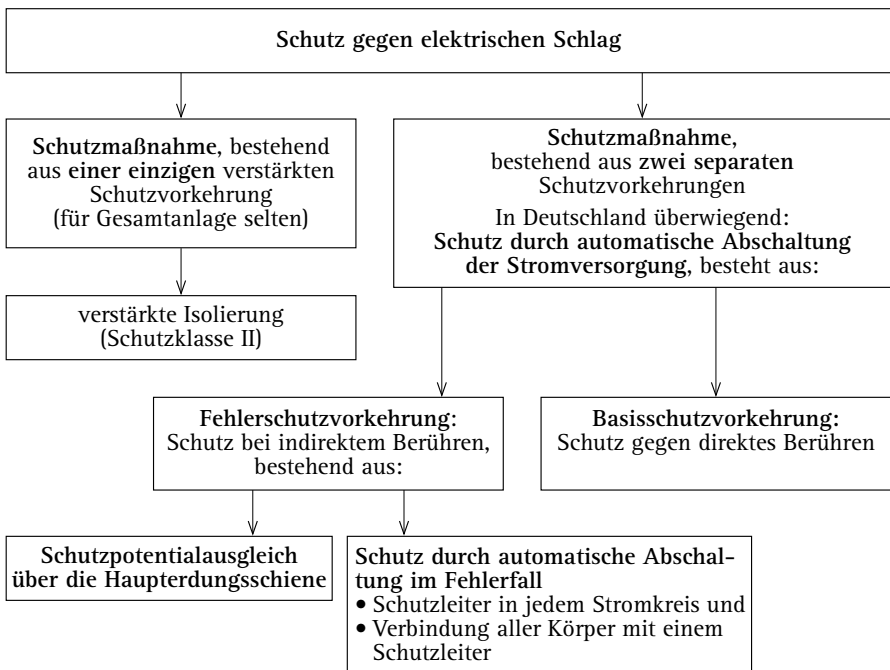 Schutz gegen elektrischen Schlag
Schutzmaßnahme, bestehend
aus einer einzigen verstärkten
Schutzvorkehrung
(für Gesamtanlage selten)
Schutzmaßnahme,
bestehend aus zwei separaten
Schutzvorkehrungen
In Deutschland überwiegend:
Schutz durch automatische Abschaltung
der Stromversorgung, besteht aus:
verstärkte Isolierung
(Schutzklasse II)
Fehlerschutzvorkehrung:
Schutz bei indirektem Berühren,
bestehend aus:
Basisschutzvorkehrung:
Schutz gegen direktes Berühren
Schutzpotentialausgleich
über die Haupterdungsschiene
Schutz durch automatische Abschal-
tung im Fehlerfall
• Schutzleiter in jedem Stromkreis und
• Verbindung aller Körper mit einem
Schutzleiter